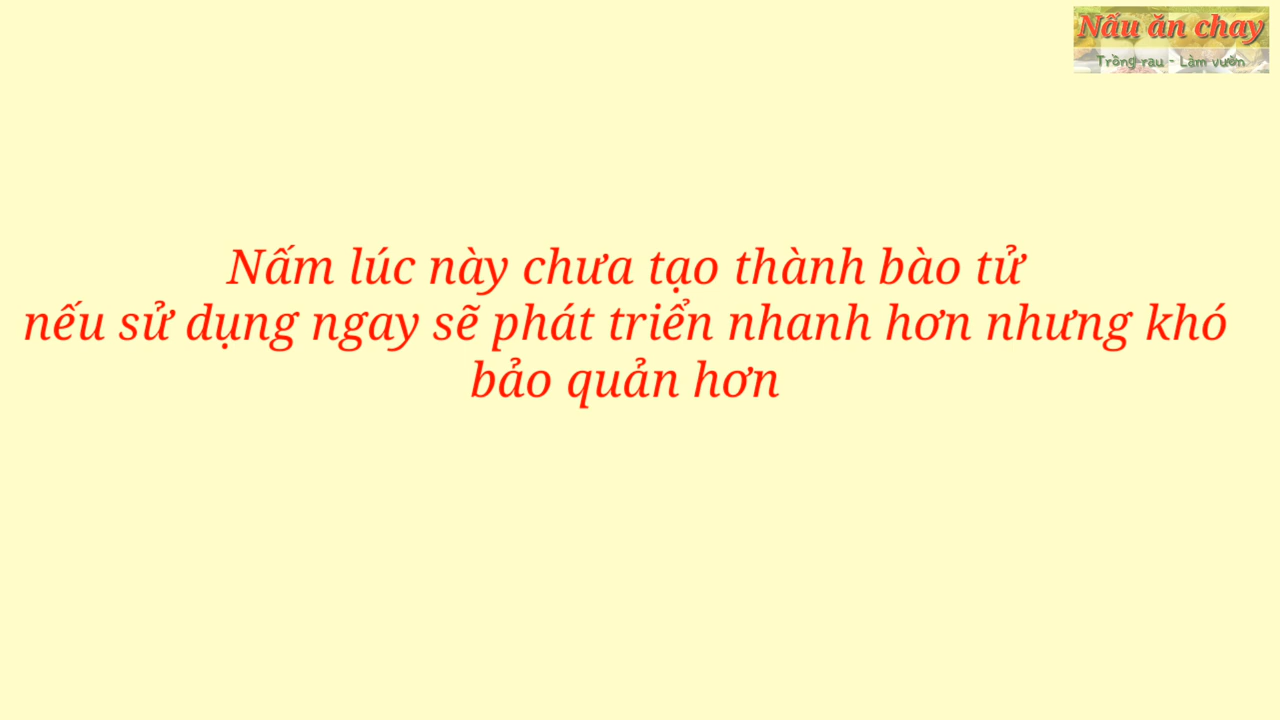 Nấu ăn chay
Trồng rau - Làm vườn
Nấm lúc này chưa tạo thành bào tử
nếu sử dụng ngay sẽ phát triển nhanh hơn nhưng khó
bảo quản hơn